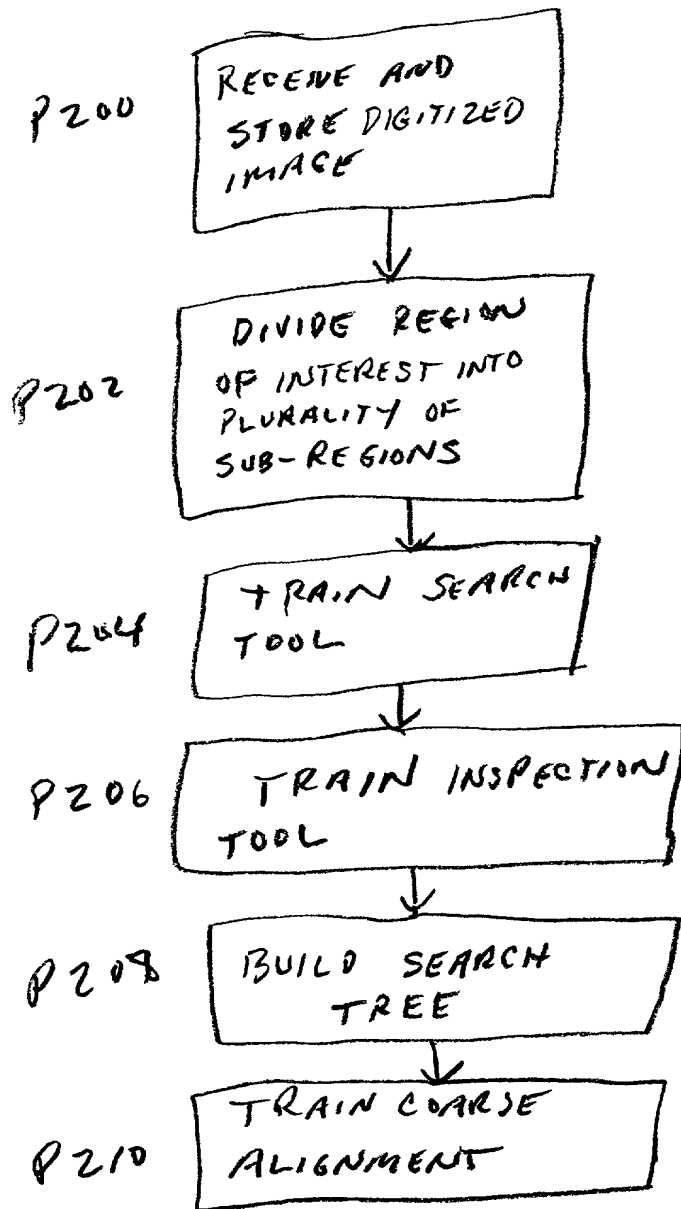 P200
RECEIVE AND
STORE DIGITIZED
IMAGE
P202
DIVIDE REGION
OF INTEREST INTO
PLURALITY OF
SUB-REGIONS
P204
TRAIN SEARCH
TOOL
P206
TRAIN INSPECTION
TOOL
P208
BUILD SEARCH
TREE
P210
TRAIN COARSE
ALIGNMENT